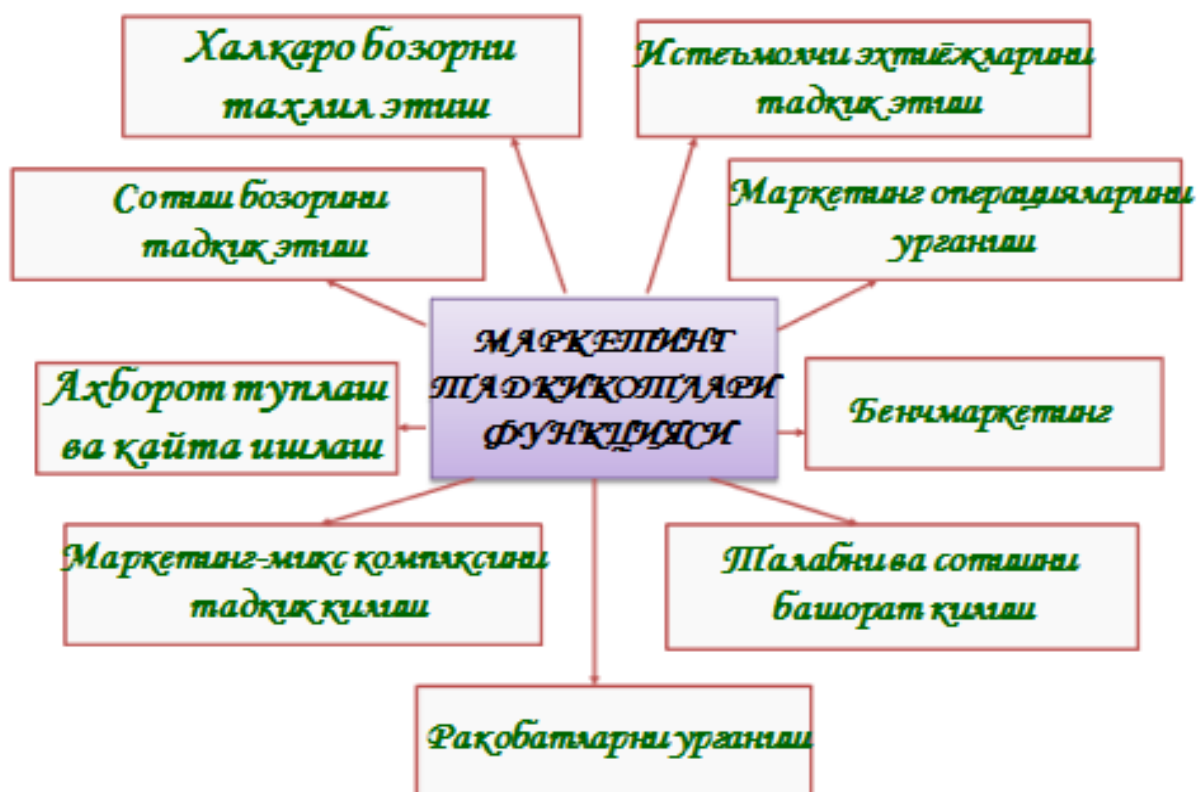 Халкаро бозорни
тахлил этиш
Истеъмолчи эхтиёжларини
тадкик этиш
Сотиш бозорини
тадкик этиш
Маркетинг операцияларини
урганиш
МАРКЕТИНГ
ТАДКИКОТЛАРИ
ФУНКЦИЯСИ
Ахборот туплаш
ва кайта ишлаш
Бенчмаркетинг
Маркетинг-микс комплксини
тадкик килиш
Талабни ва сотишни
башорат килиш
Ракобатларни урганиш